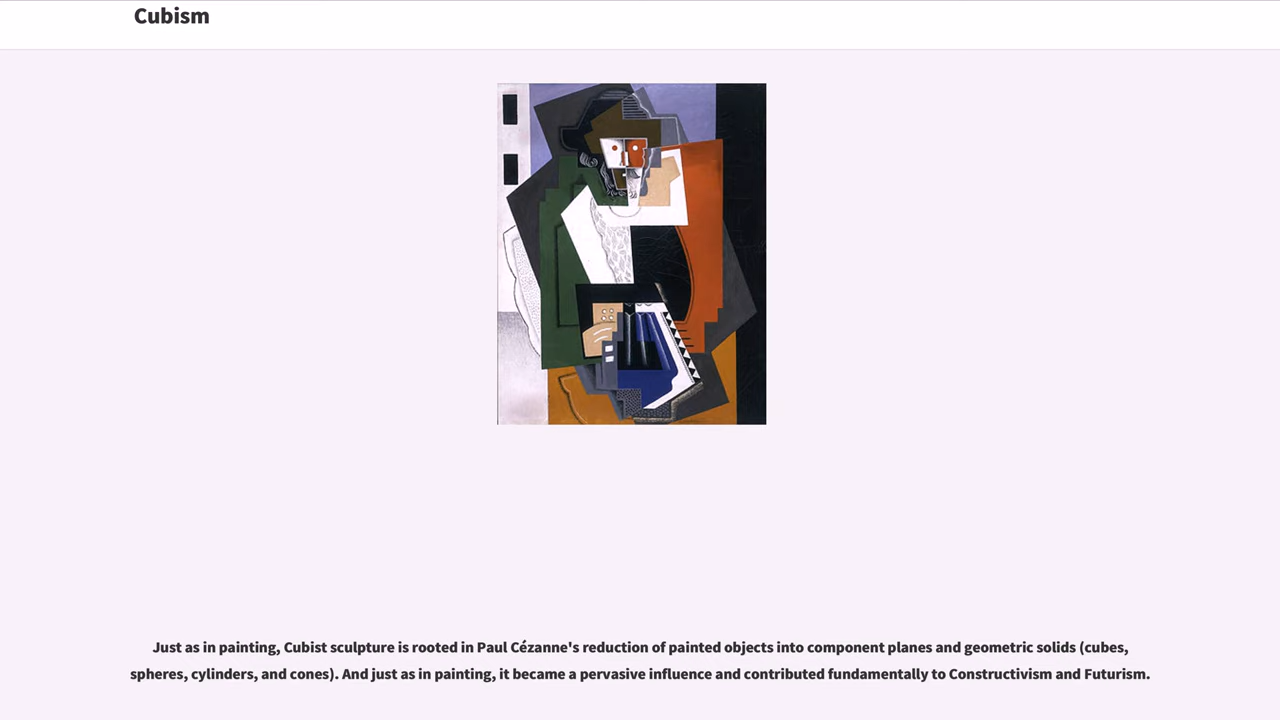 Cubism
Just as in painting, Cubist sculpture is rooted in Paul Cézanne's reduction of painted objects into component planes and geometric solids (cubes,
spheres, cylinders, and cones). And just as in painting, it became a pervasive influence and contributed fundamentally to Constructivism and Futurism.